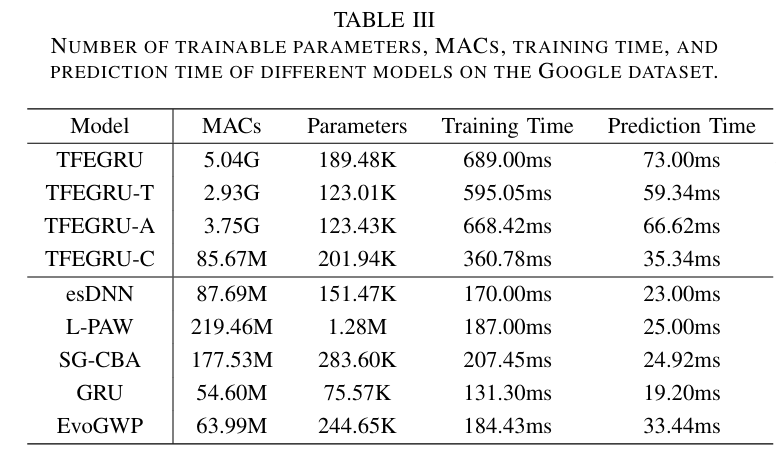 TABLE III
NUMBER OF TRAINABLE PARAMETERS, MACS, TRAINING TIME, AND
PREDICTION TIME OF DIFFERENT MODELS ON THE GOOGLE DATASET.
Model MACs Parameters Training Time Prediction Time
TFEGRU 5.04G 189.48K 689.00ms 73.00ms
TFEGRU-T 2.93G 123.01K 595.05ms 59.34ms
TFEGRU-A 3.75G 123.43K 668.42ms 66.62ms
TFEGRU-C 85.67M 201.94K 360.78ms 35.34ms
esDNN 87.69M 151.47K 170.00ms 23.00ms
L-PAW 219.46M 1.28M 187.00ms 25.00ms
SG-CBA 177.53M 283.60K 207.45ms 24.92ms
GRU 54.60M 75.57K 131.30ms 19.20ms
EvoGWP 63.99M 244.65K 184.43ms 33.44ms